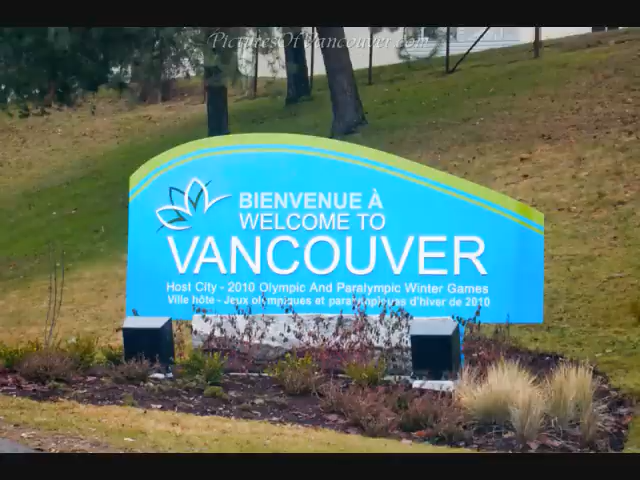 PicturesOfVancouver.com
BIENVENUE À
WELCOME TO
VANCOUVER
Host City - 2010 Olympic And Paralympic Winter Games
Ville hôte - Jeux olympiques et paralympiques d'hiver de 2010